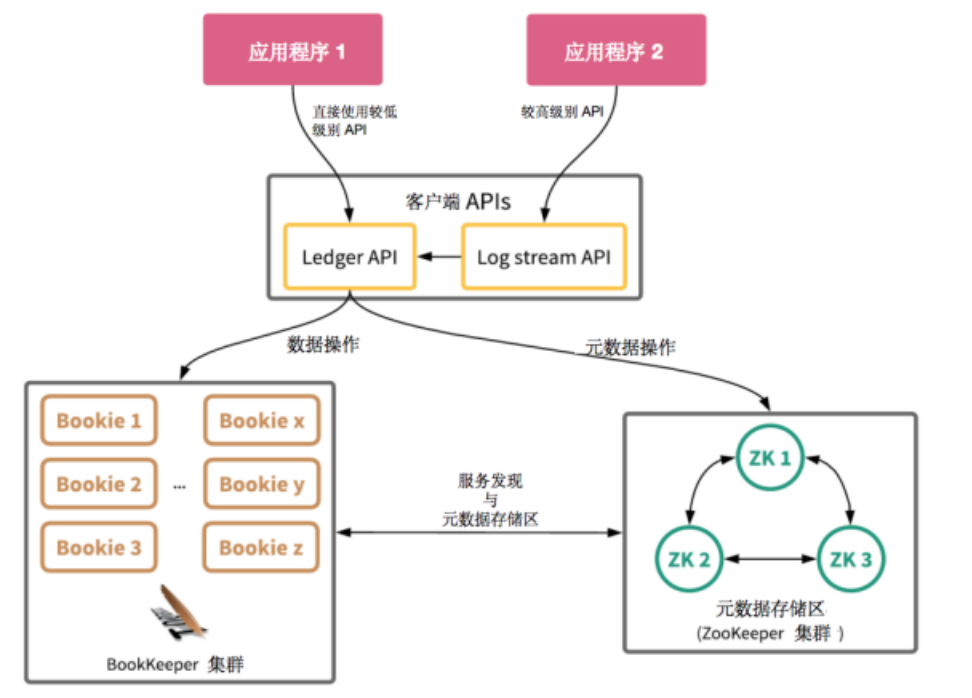 应用程序 1
应用程序 2
直接使用较低
级别 API
较高级别 API
客户端 APIs
Ledger API
Log stream API
数据操作
元数据操作
Bookie 1
Bookie x
Bookie 2
...
Bookie y
Bookie 3
Bookie z
BookKeeper 集群
服务发现
与
元数据存储区
ZK 1
ZK 2
ZK 3
元数据存储区
(ZooKeeper 集群 )